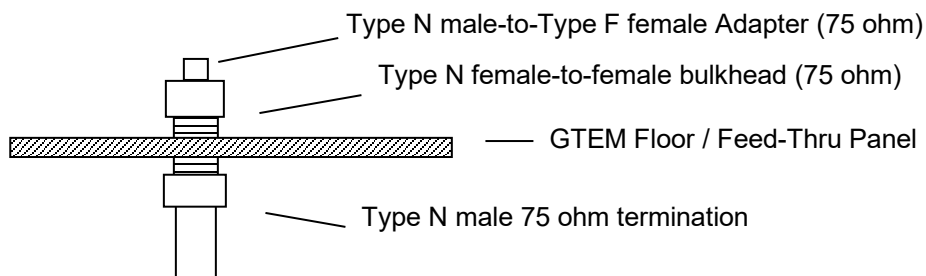 Type N male-to-Type F female Adapter (75 ohm)
Type N female-to-female bulkhead (75 ohm)
GTEM Floor / Feed-Thru Panel
Type N male 75 ohm termination